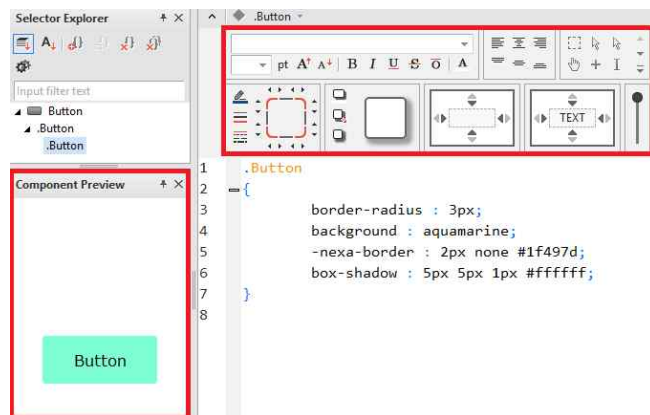 Selector Explorer
Input filter text
Button
.Button
.Button
Component Preview
Button
.Button
pt A A B I U S O A
TEXT
1 .Button
2 {
3 border-radius : 3px;
4 background : aquamarine;
5 -nexa-border : 2px none #1f497d;
6 box-shadow : 5px 5px 1px #ffffff;
7 }
8